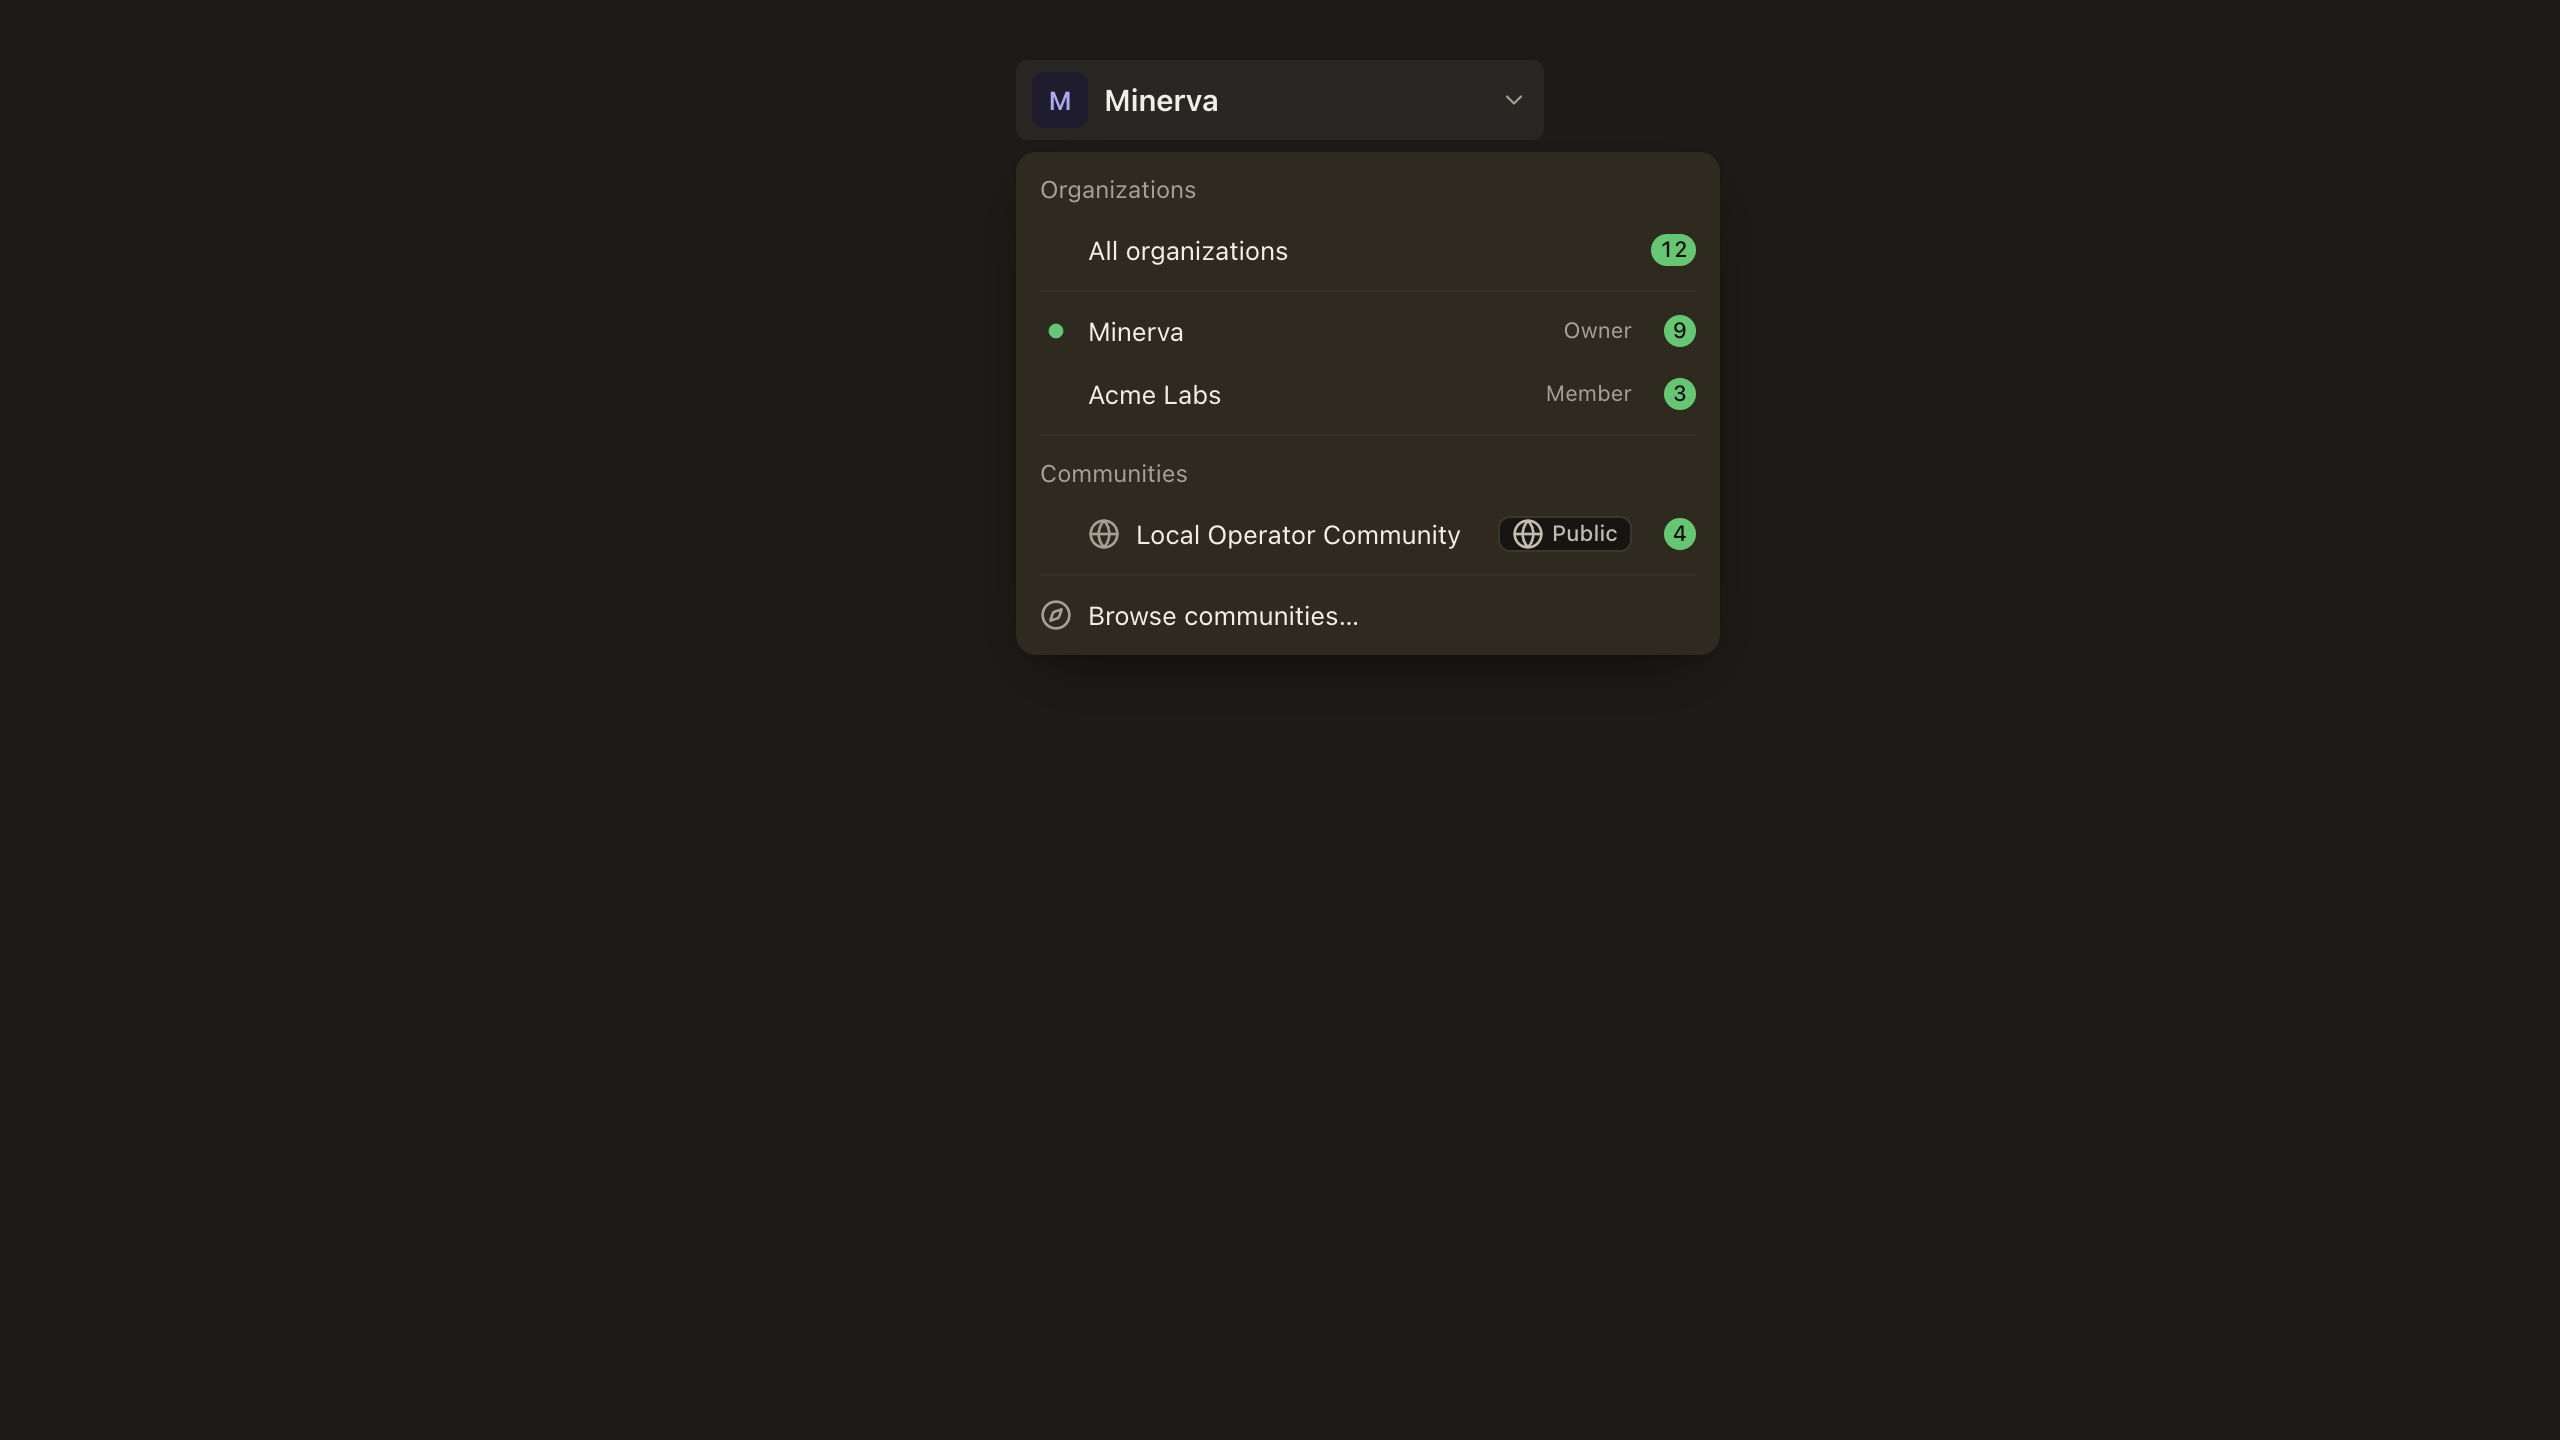 M Minerva
Organizations
All organizations 12
Minerva Owner 9
Acme Labs Member 3
Communities
Local Operator Community Public 4
Browse communities...